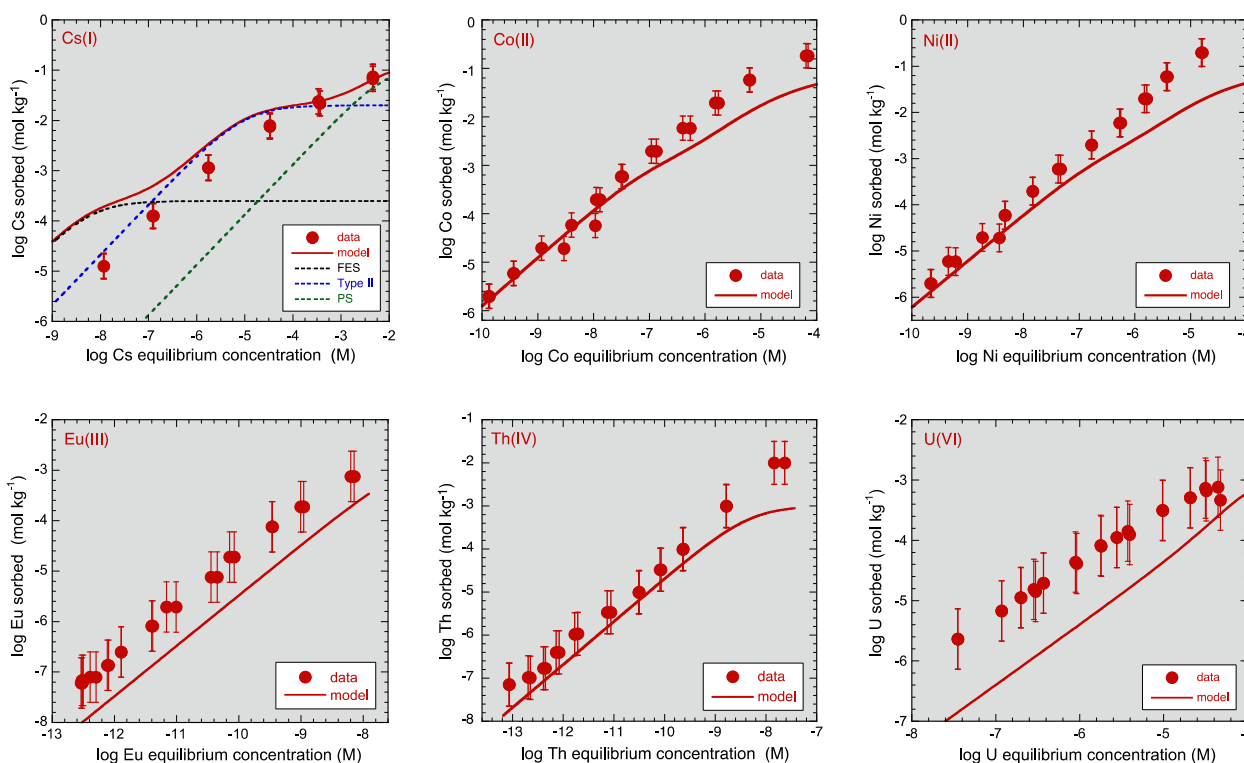 Cs(I)
log Cs sorbed (mol kg⁻¹)
0
-1
-2
-3
-4
-5
-6
-9 -8 -7 -6 -5 -4 -3 -2
log Cs equilibrium concentration (M)
data
model
FES
Type II
PS
Co(II)
log Co sorbed (mol kg⁻¹)
0
-1
-2
-3
-4
-5
-6
-10 -9 -8 -7 -6 -5 -4
log Co equilibrium concentration (M)
data
model
Ni(II)
log Ni sorbed (mol kg⁻¹)
0
-1
-2
-3
-4
-5
-6
-10 -9 -8 -7 -6 -5 -4
log Ni equilibrium concentration (M)
data
model
Eu(III)
log Eu sorbed (mol kg⁻¹)
-2
-3
-4
-5
-6
-7
-8
-13 -12 -11 -10 -9 -8
log Eu equilibrium concentration (M)
data
model
Th(IV)
log Th sorbed (mol kg⁻¹)
-1
-2
-3
-4
-5
-6
-7
-8
-13 -12 -11 -10 -9 -8 -7
log Th equilibrium concentration (M)
data
model
U(VI)
log U sorbed (mol kg⁻¹)
-2
-3
-4
-5
-6
-7
-8 -7 -6 -5 -4
log U equilibrium concentration (M)
data
model